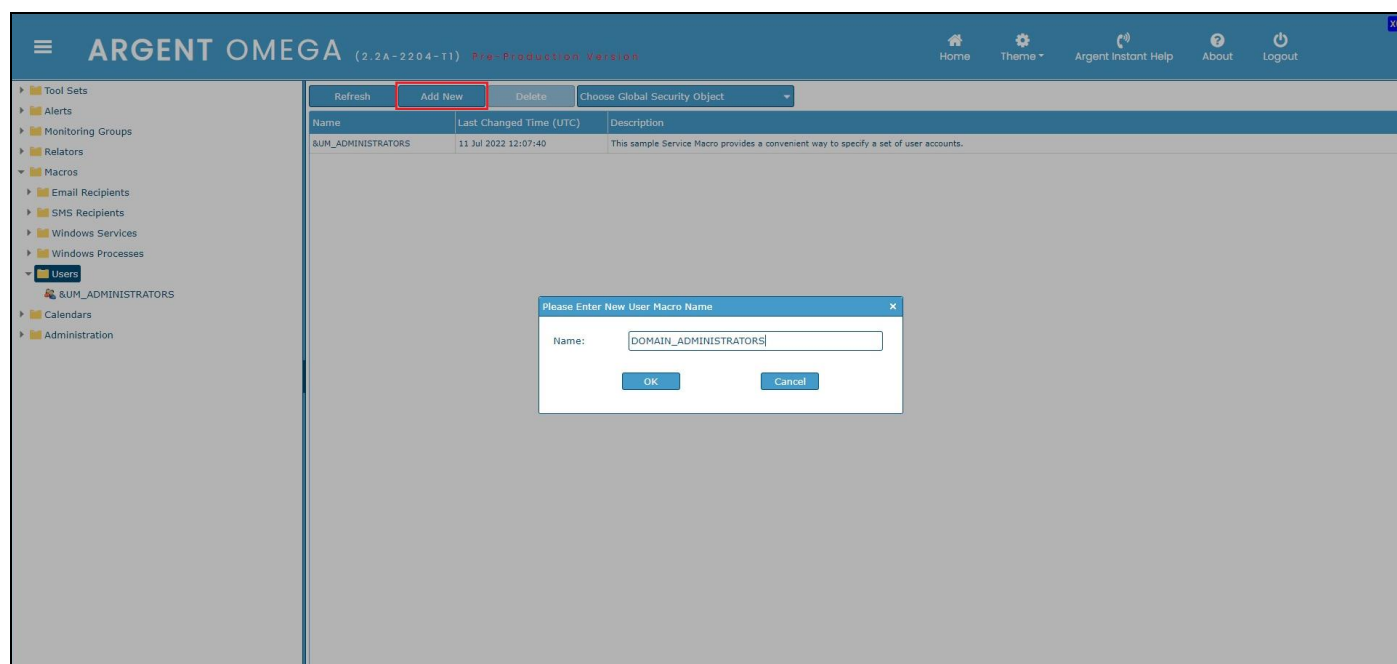 ARGENT OMEGA (2.2A-2204-T1) Pre-Production Version
Home Theme Argent Instant Help About Logout
Tool Sets
Alerts
Monitoring Groups
Relators
Macros
Email Recipients
SMS Recipients
Windows Services
Windows Processes
Users
&UM_ADMINISTRATORS
Calendars
Administration
Refresh Add New Delete Choose Global Security Object
Name Last Changed Time (UTC) Description
&UM_ADMINISTRATORS 11 Jul 2022 12:07:40 This sample Service Macro provides a convenient way to specify a set of user accounts.
Please Enter New User Macro Name x
Name: DOMAIN_ADMINISTRATORS
OK Cancel